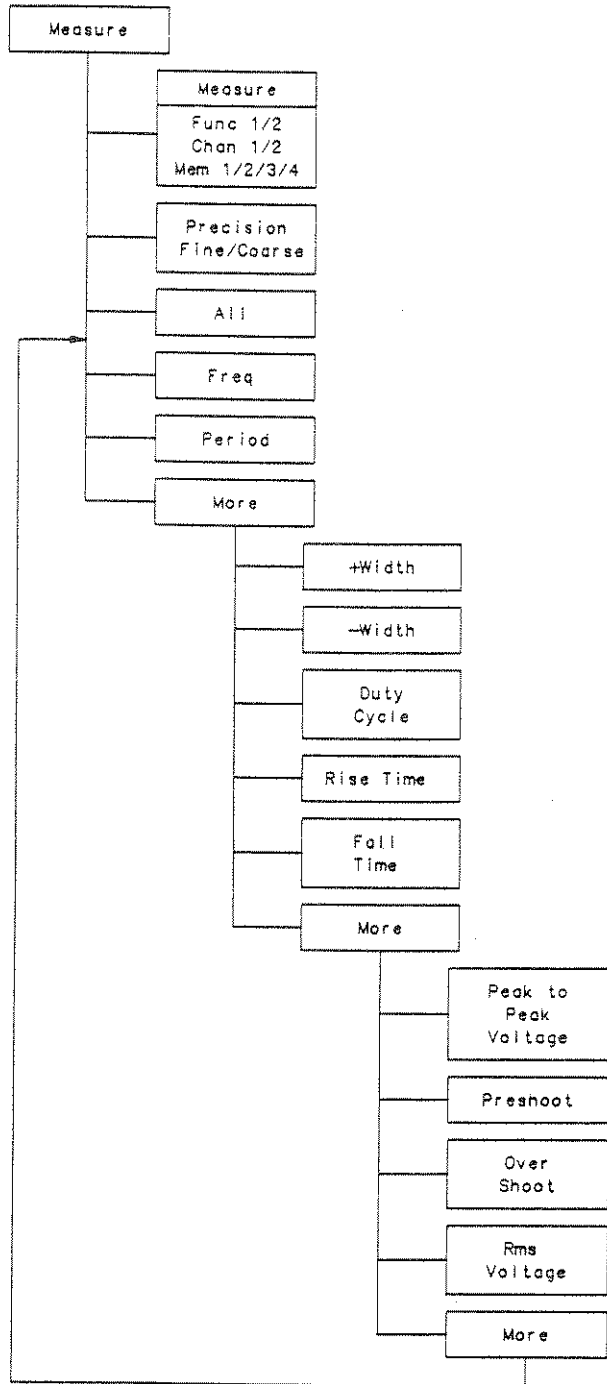 Measure
Measure
Func 1/2
Chan 1/2
Mem 1/2/3/4
Precision
Fine/Coarse
All
Freq
Period
More
+Width
-Width
Duty
Cycle
Rise Time
Fall
Time
More
Peak to
Peak
Voltage
Preshoot
Over
Shoot
Rms
Voltage
More